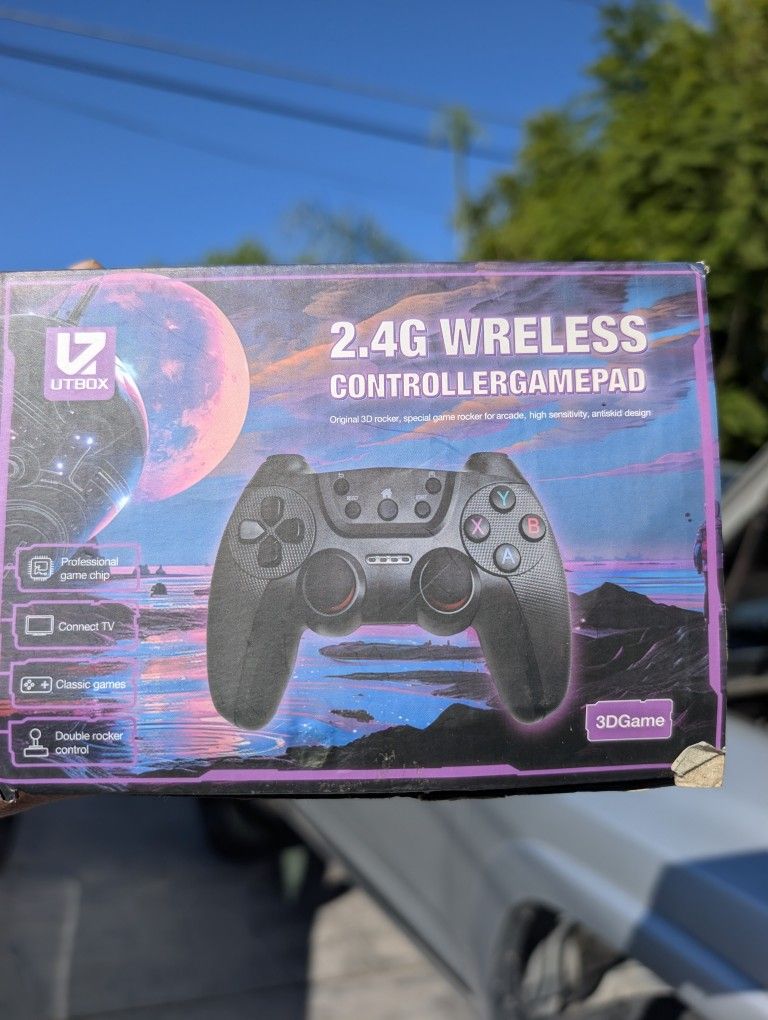 UTBOX
2.4G WRELESS
CONTROLLERGAMEPAD
Original 3D rocker, special game rocker for arcade, high sensitivity, antiskid design
Y
X
B
A
Professional
game chip
Connect TV
Classic games
Double rocker
control
3DGame